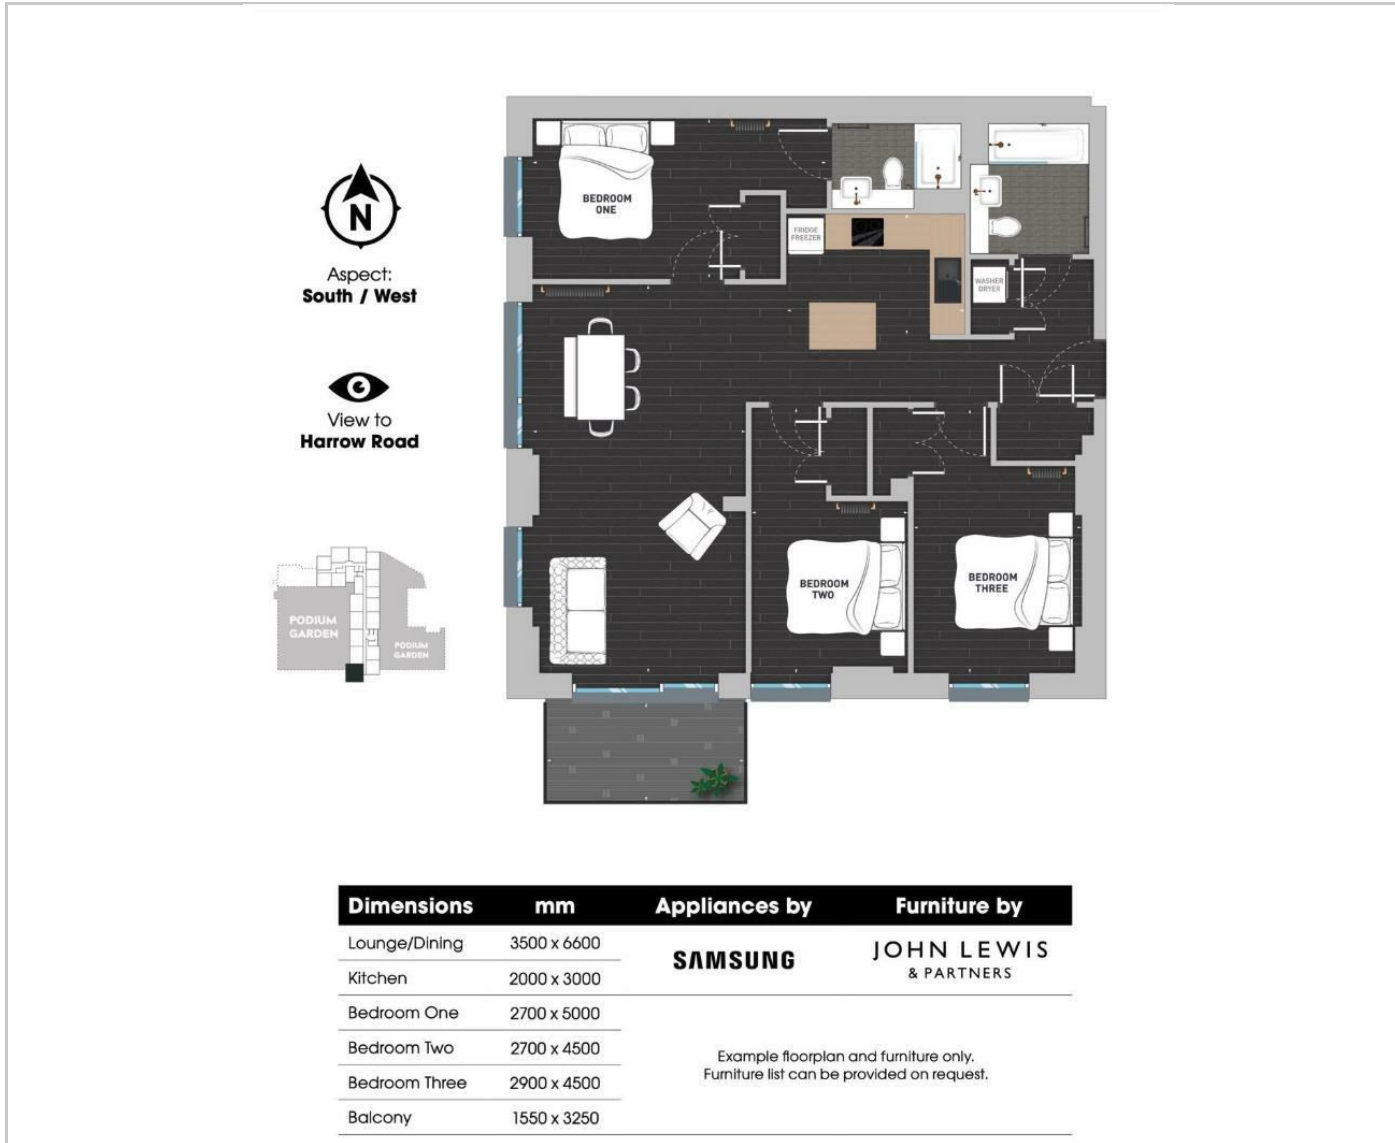 N
Aspect:
South / West
View to
Harrow Road
PODIUM
GARDEN
PODIUM
GARDEN
BEDROOM
ONE
FRIDGE
FREEZER
WASHER
DRYER
BEDROOM
TWO
BEDROOM
THREE
Dimensions mm Appliances by Furniture by
Lounge/Dining 3500 x 6600
SAMSUNG
JOHN LEWIS
& PARTNERS
Kitchen 2000 x 3000
Bedroom One 2700 x 5000
Bedroom Two 2700 x 4500
Bedroom Three 2900 x 4500
Balcony 1550 x 3250
Example floorplan and furniture only.
Furniture list can be provided on request.